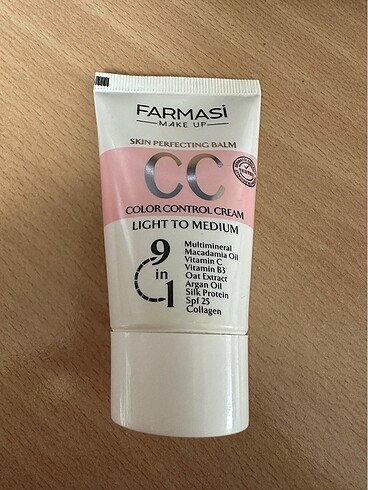 FARMASİ
MAKE UP
SKIN PERFECTING BALM
CC
COLOR CONTROL CREAM
LIGHT TO MEDIUM
9
in
1
Multimineral
Macadamia Oil
Vitamin C
Vitamin B3
Oat Extract
Argan Oil
Silk Protein
Spf 25
Collagen